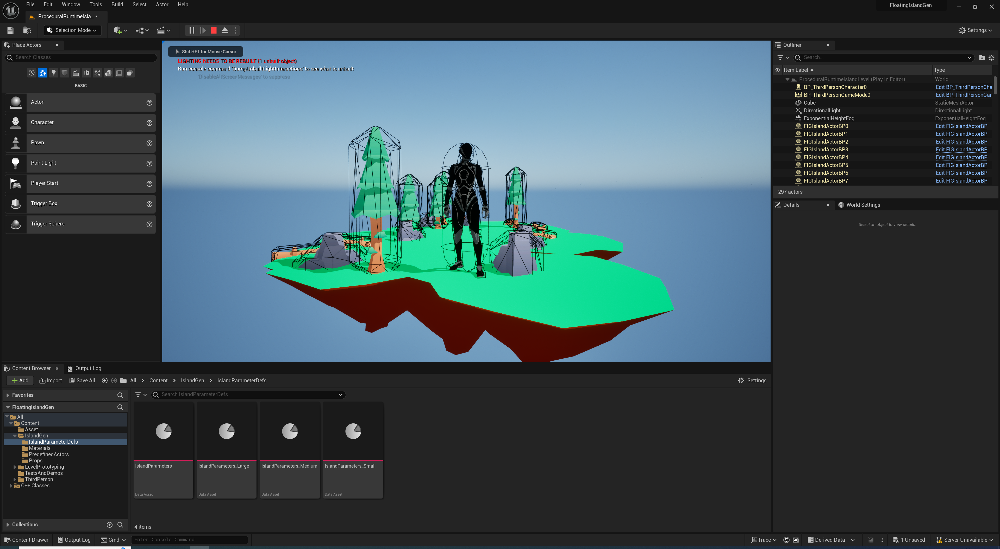 File Edit Window Tools Build Select Actor Help
FloatingIslandGen
ProceduralRuntimeIsla...*
Selection Mode
Settings
Place Actors
Search Classes
BASIC
Actor
Character
Pawn
Point Light
Player Start
Trigger Box
Trigger Sphere
Shift+F1 for Mouse Cursor
LIGHTING NEEDS TO BE REBUILT (1 unbuilt object)
Run console command 'DumpUnbuiltLightInteractions' to see what is unbuilt
'DisableAllScreenMessages' to suppress
Outliner
Search...
Item Label Type
ProceduralRuntimeIslandLevel (Play In Editor) World
BP_ThirdPersonCharacter0 Edit BP_ThirdPersonCha
BP_ThirdPersonGameMode0 Edit BP_ThirdPersonGan
Cube StaticMeshActor
DirectionalLight DirectionalLight
ExponentialHeightFog ExponentialHeightFog
FIGIslandActorBP0 Edit FIGIslandActorBP
FIGIslandActorBP1 Edit FIGIslandActorBP
FIGIslandActorBP2 Edit FIGIslandActorBP
FIGIslandActorBP3 Edit FIGIslandActorBP
FIGIslandActorBP4 Edit FIGIslandActorBP
FIGIslandActorBP5 Edit FIGIslandActorBP
FIGIslandActorBP6 Edit FIGIslandActorBP
FIGIslandActorBP7 Edit FIGIslandActorBP
297 actors
Details World Settings
Select an object to view details.
Content Browser Output Log
Add Import Save All All > Content > IslandGen > IslandParameterDefs Settings
Favorites
FloatingIslandGen
All
Content
Asset
IslandGen
IslandParameterDefs
Materials
PredefinedActors
Props
LevelPrototyping
TestsAndDemos
ThirdPerson
C++ Classes
Collections
Search IslandParameterDefs
IslandParameters IslandParameters_Large IslandParameters_Medium IslandParameters_Small
Data Asset Data Asset Data Asset Data Asset
4 items
Content Drawer Output Log Cmd Enter Console Command Trace Derived Data 1 Unsaved Server Unavailable